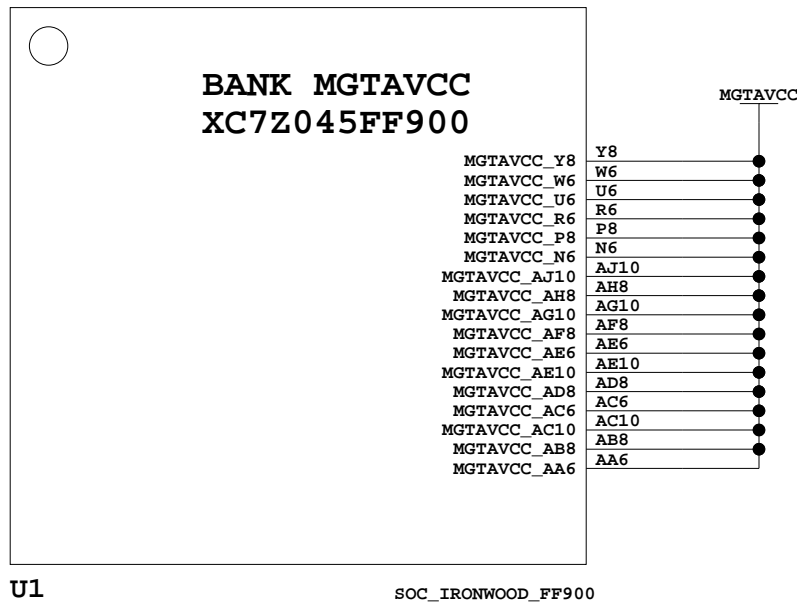 BANK MGTAVCC
XC7Z045FF900
MGTAVCC
MGTAVCC_Y8 Y8
MGTAVCC_W6 W6
MGTAVCC_U6 U6
MGTAVCC_R6 R6
MGTAVCC_P8 P8
MGTAVCC_N6 N6
MGTAVCC_AJ10 AJ10
MGTAVCC_AH8 AH8
MGTAVCC_AG10 AG10
MGTAVCC_AF8 AF8
MGTAVCC_AE6 AE6
MGTAVCC_AE10 AE10
MGTAVCC_AD8 AD8
MGTAVCC_AC6 AC6
MGTAVCC_AC10 AC10
MGTAVCC_AB8 AB8
MGTAVCC_AA6 AA6
U1
SOC_IRONWOOD_FF900